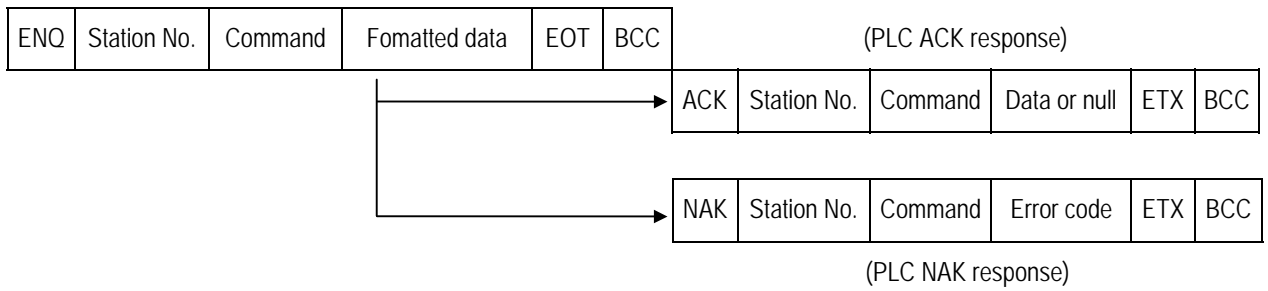 ENQ Station No. Command Fomatted data EOT BCC (PLC ACK response)
ACK Station No. Command Data or null ETX BCC
NAK Station No. Command Error code ETX BCC
(PLC NAK response)